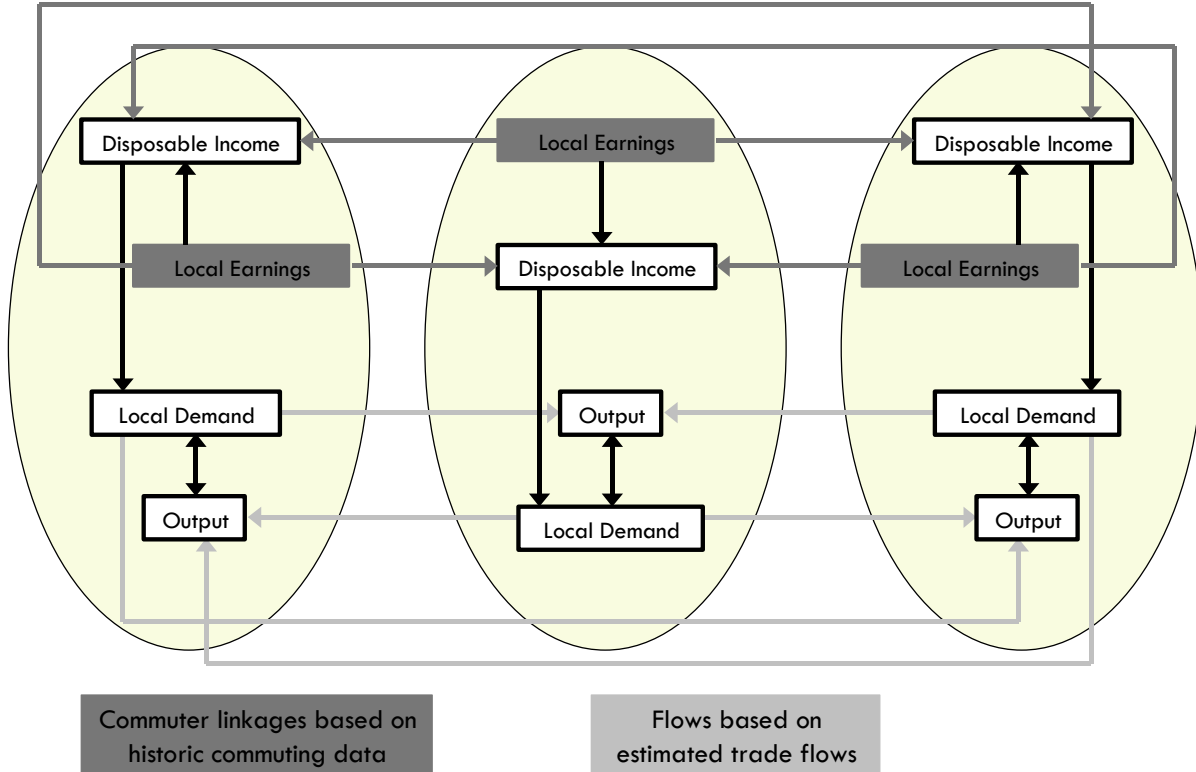 Disposable Income
Local Earnings
Disposable Income
Local Earnings
Disposable Income
Local Earnings
Local Demand
Output
Local Demand
Output
Local Demand
Output
Commuter linkages based on
historic commuting data
Flows based on
estimated trade flows